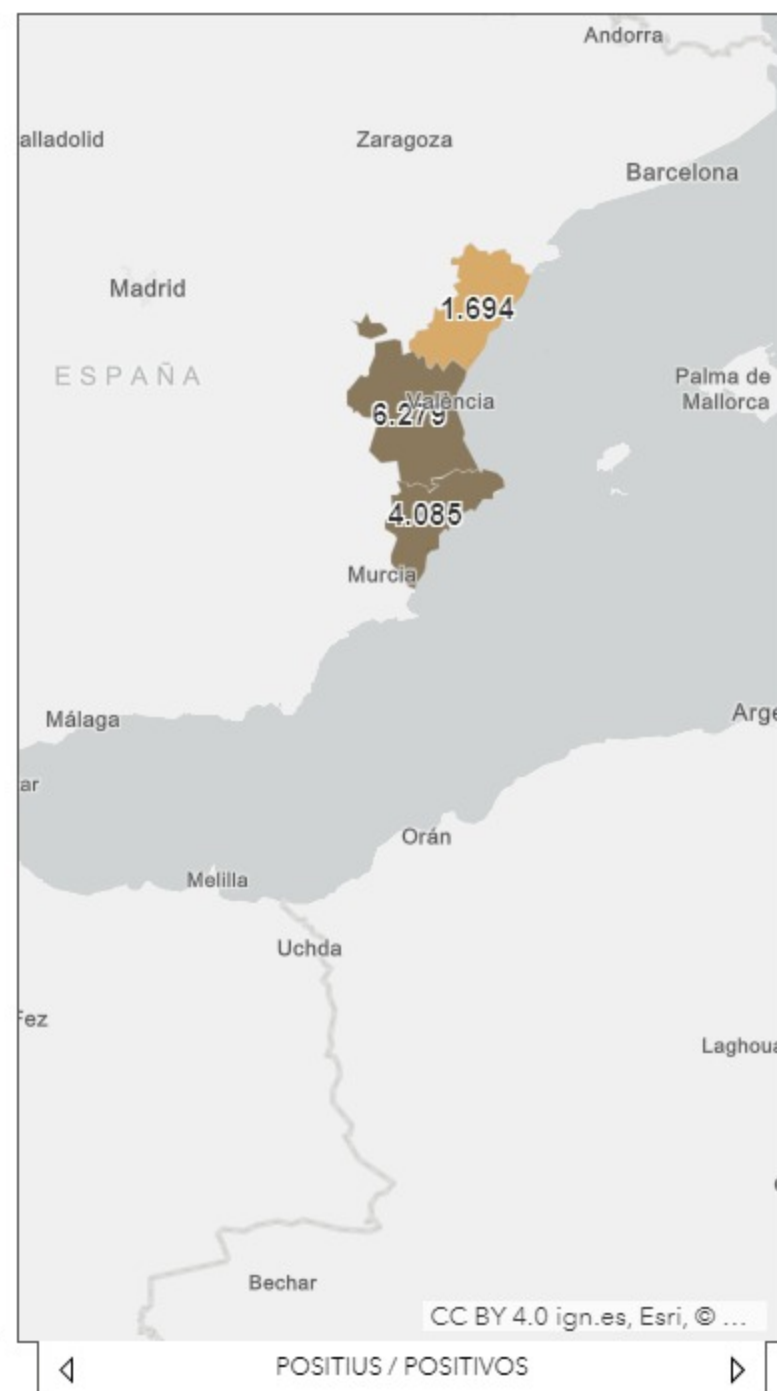 Andorra
alladolid
Zaragoza
Barcelona
Madrid
1.694
ESPAÑA
Palma de
Mallorca
València
6.279
4.085
Murcia
Málaga
Arge
ar
Orán
Melilla
Uchda
Fez
Laghoua
Bechar
CC BY 4.0 ign.es, Esri, © ...
POSITIUS / POSITIVOS